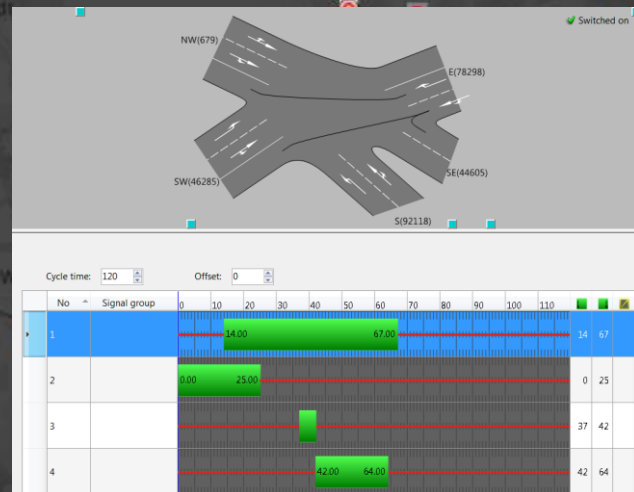 Switched on
NW(679)
E(78298)
SE(44605)
SW(46285)
S(92118)
Cycle time: 120 Offset: 0
No Signal group 0 10 20 30 40 50 60 70 80 90 100 110
1 14.00 67.00 14 67
2 0.00 25.00 0 25
3 37 42
4 42.00 64.00 42 64